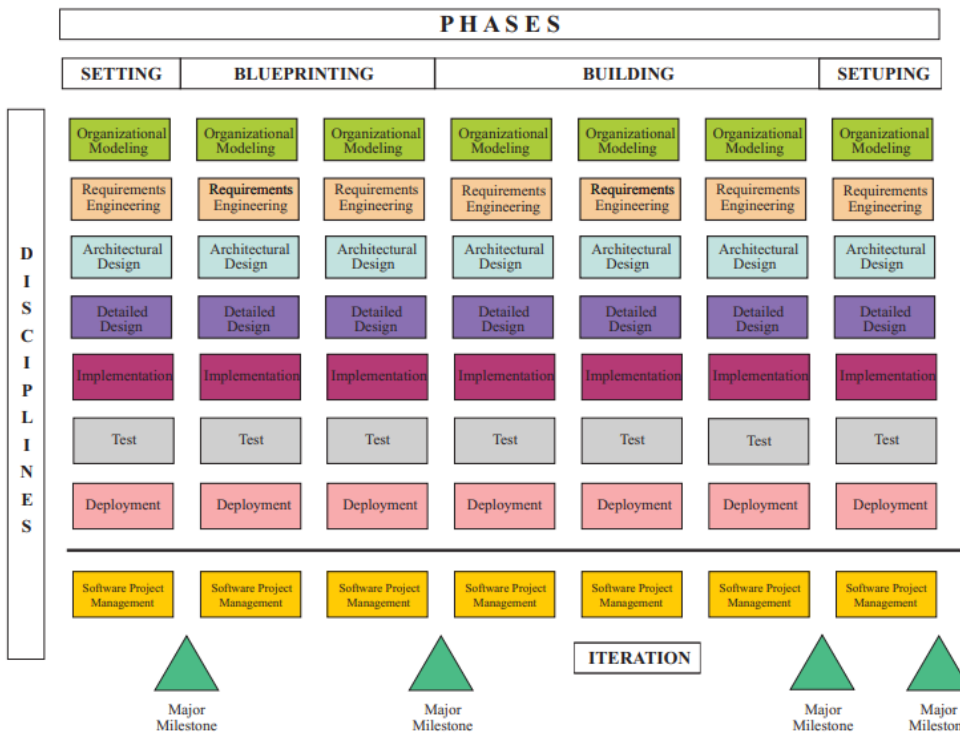 PHASES
SETTING BLUEPRINTING BUILDING SETUPING
DISCIPLINES
Organizational Organizational Organizational Organizational Organizational Organizational Organizational
Modeling Modeling Modeling Modeling Modeling Modeling Modeling
Requirements Requirements Requirements Requirements Requirements Requirements Requirements
Engineering Engineering Engineering Engineering Engineering Engineering Engineering
Architectural Architectural Architectural Architectural Architectural Architectural Architectural
Design Design Design Design Design Design Design
Detailed Detailed Detailed Detailed Detailed Detailed Detailed
Design Design Design Design Design Design Design
Implementation Implementation Implementation Implementation Implementation Implementation Implementation
Test Test Test Test Test Test Test
Deployment Deployment Deployment Deployment Deployment Deployment Deployment
Software Project Software Project Software Project Software Project Software Project Software Project Software Project
Management Management Management Management Management Management Management
ITERATION
Major Major Major Major
Milestone Milestone Milestone Mileston